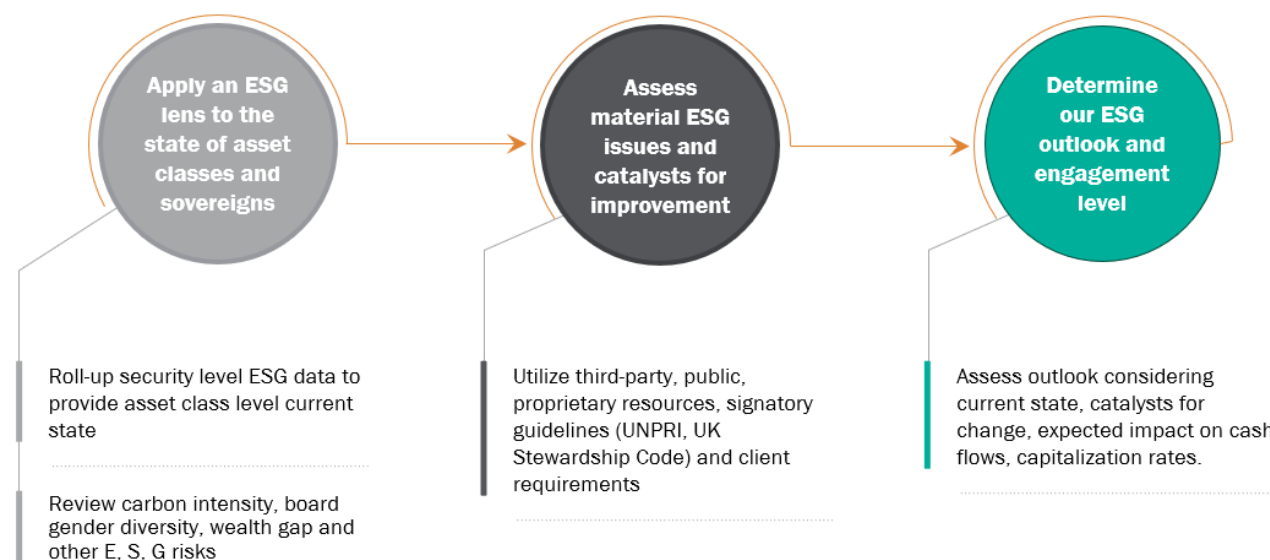 Apply an ESG
lens to the
state of asset
classes and
sovereigns
Assess
material ESG
issues and
catalysts for
improvement
Determine
our ESG
outlook and
engagement
level
Roll-up security level ESG data to
provide asset class level current
state
Review carbon intensity, board
gender diversity, wealth gap and
other E, S, G risks
Utilize third-party, public,
proprietary resources, signatory
guidelines (UNPRI, UK
Stewardship Code) and client
requirements
Assess outlook considering
current state, catalysts for
change, expected impact on cash
flows, capitalization rates.